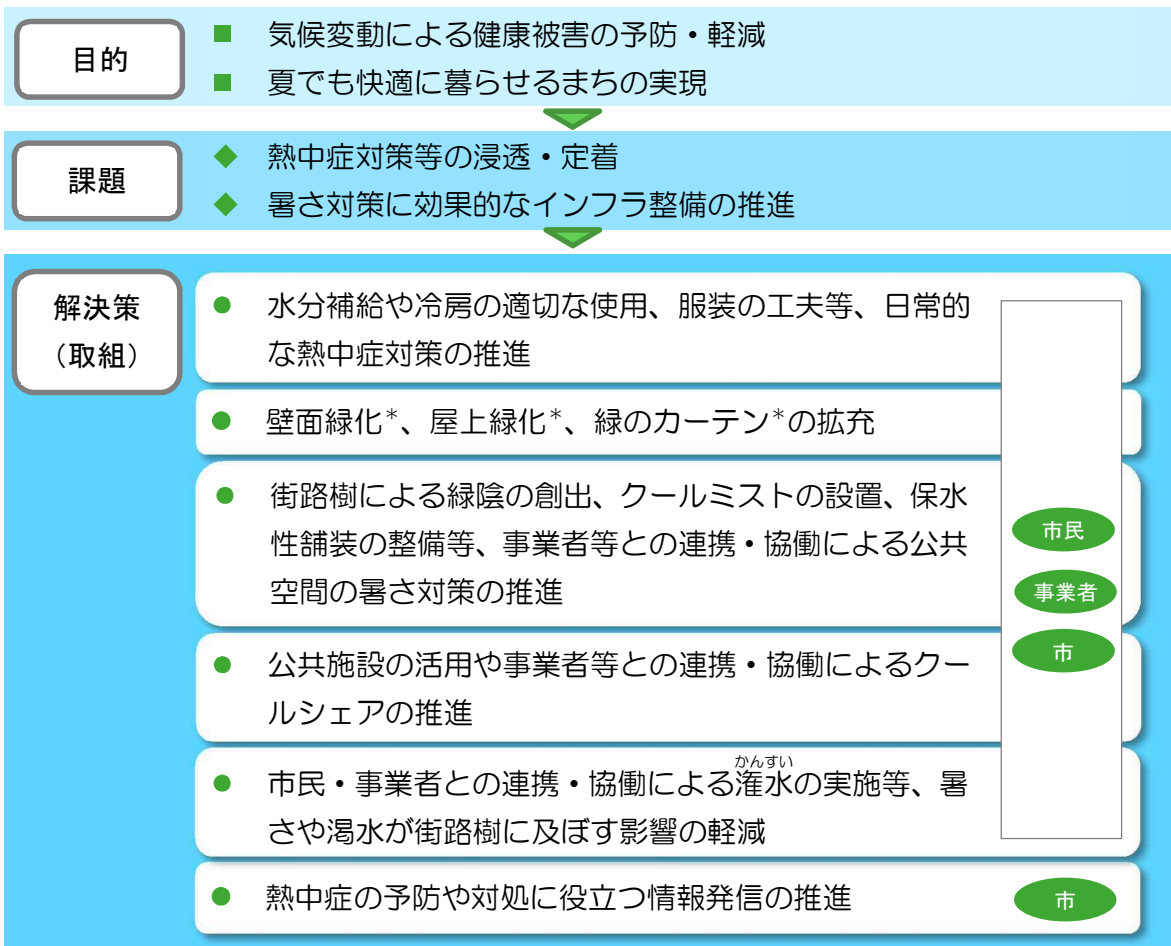 目的
■ 気候変動による健康被害の予防・軽減
■ 夏でも快適に暮らせるまちの実現
課題
◆ 熱中症対策等の浸透・定着
◆ 暑さ対策に効果的なインフラ整備の推進
解決策
（取組）
● 水分補給や冷房の適切な使用、服装の工夫等、日常的
な熱中症対策の推進
● 壁面緑化*、屋上緑化*、緑のカーテン*の拡充
● 街路樹による緑陰の創出、クールミストの設置、保水
性舗装の整備等、事業者等との連携・協働による公共
空間の暑さ対策の推進
市民
事業者
市
● 公共施設の活用や事業者等との連携・協働によるクー
ルシェアの推進
かんすい
● 市民・事業者との連携・協働による灌水の実施等、暑
さや渇水が街路樹に及ぼす影響の軽減
● 熱中症の予防や対処に役立つ情報発信の推進
市